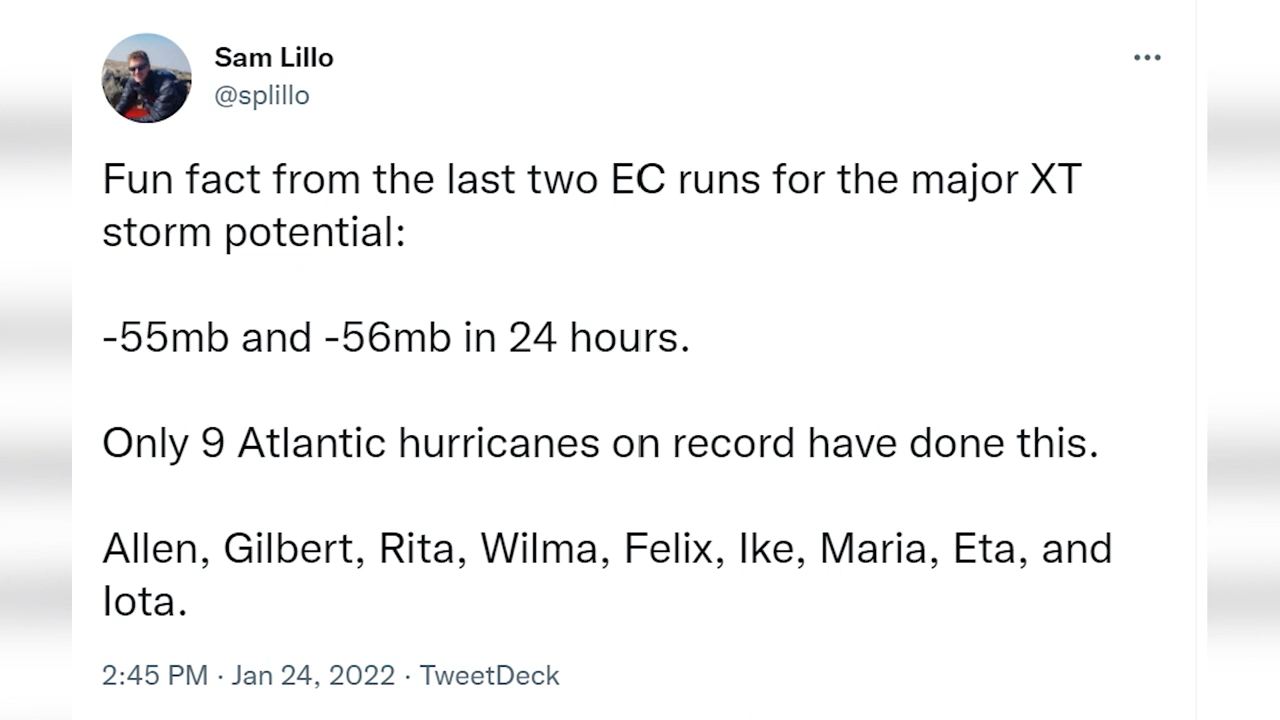 Sam Lillo
@splillo
Fun fact from the last two EC runs for the major XT
storm potential:
-55mb and -56mb in 24 hours.
Only 9 Atlantic hurricanes on record have done this.
Allen, Gilbert, Rita, Wilma, Felix, Ike, Maria, Eta, and
Iota.
2:45 PM · Jan 24, 2022 · TweetDeck